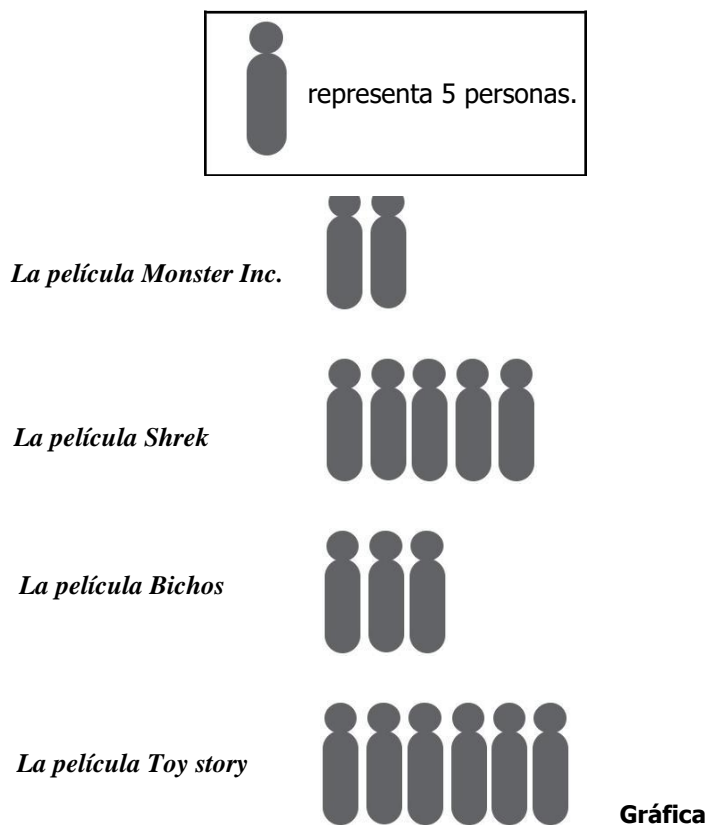 representa 5 personas.
La película Monster Inc.
La película Shrek
La película Bichos
La película Toy story
Gráfica